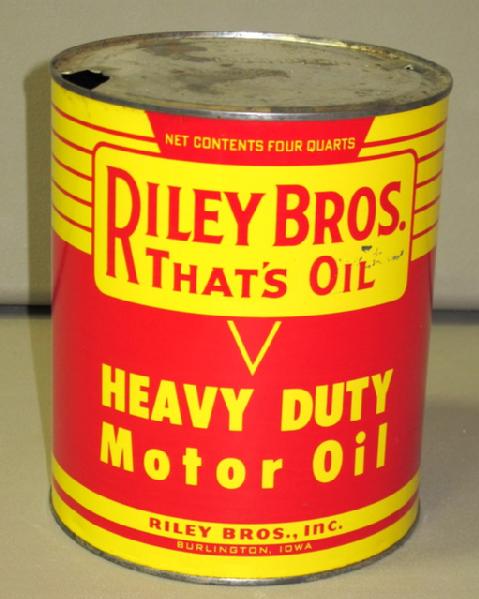 NET CONTENTS FOUR QUARTS
RILEY BROS.
THAT'S OIL
HEAVY DUTY
Motor Oil
RILEY BROS., Inc.
BURLINGTON, IOWA